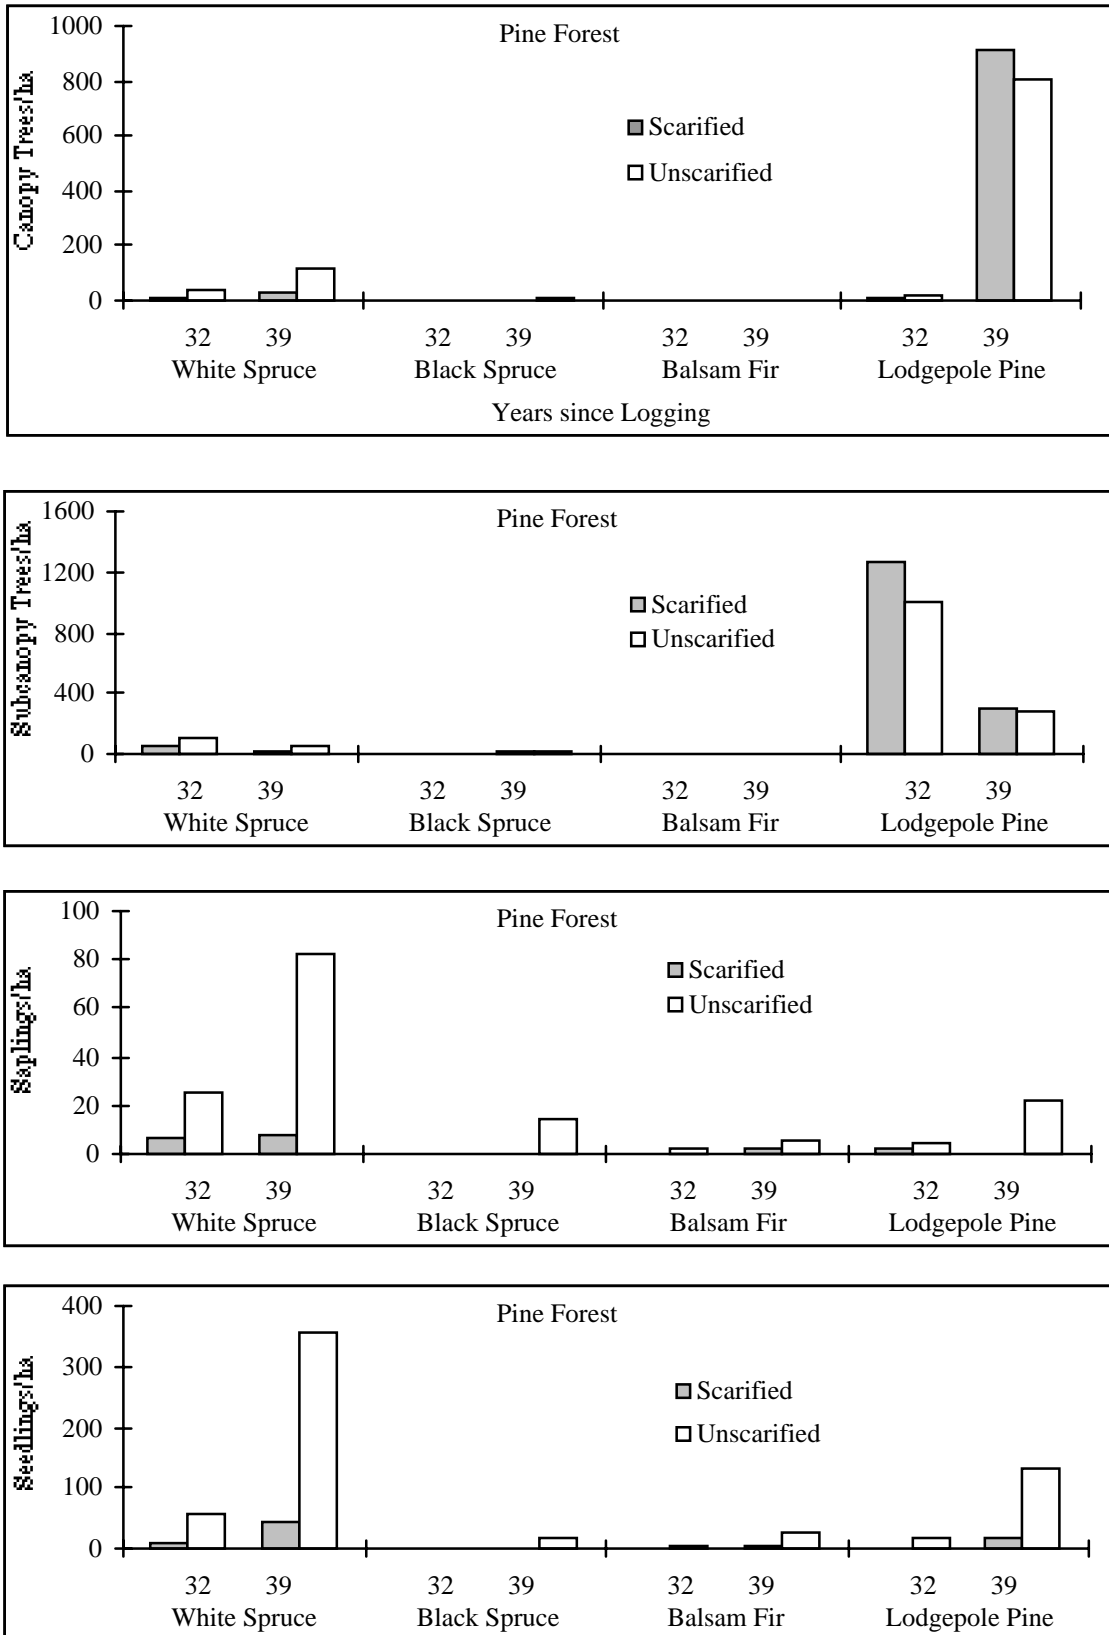 Pine Forest
Canopy Trees/ha
1000
800
600
400
200
0
Scarified
Unscarified
32 39 32 39 32 39 32 39
White Spruce Black Spruce Balsam Fir Lodgepole Pine
Years since Logging
Pine Forest
Subcanopy Trees/ha
1600
1200
800
400
0
Scarified
Unscarified
32 39 32 39 32 39 32 39
White Spruce Black Spruce Balsam Fir Lodgepole Pine
Pine Forest
Saplings/ha
100
80
60
40
20
0
Scarified
Unscarified
32 39 32 39 32 39 32 39
White Spruce Black Spruce Balsam Fir Lodgepole Pine
Pine Forest
Seedlings/ha
400
300
200
100
0
Scarified
Unscarified
32 39 32 39 32 39 32 39
White Spruce Black Spruce Balsam Fir Lodgepole Pine